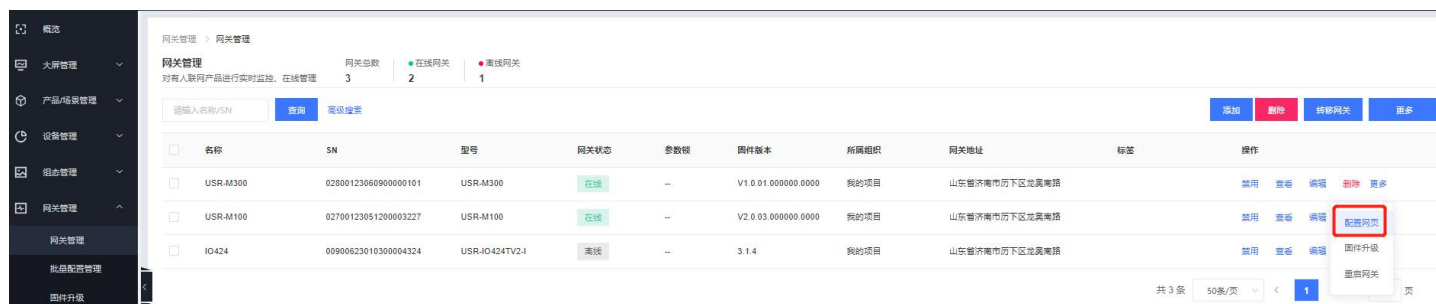 概览
大屏管理
产品/场景管理
设备管理
组态管理
网关管理
网关管理
批量配置管理
固件升级
网关管理 > 网关管理
网关管理
对有人联网产品进行实时监控、在线管理
网关总数
3
在线网关
2
离线网关
1
请输入名称/SN 查询 高级搜索 添加 删除 转移网关 更多
名称 SN 型号 网关状态 参数锁 固件版本 所属组织 网关地址 标签 操作
USR-M300 02800123060900000101 USR-M300 在线 -- V1.0.01.000000.0000 我的项目 山东省济南市历下区龙奥南路 禁用 查看 编辑 删除 更多
USR-M100 02700123051200003227 USR-M100 在线 -- V2.0.03.000000.0000 我的项目 山东省济南市历下区龙奥南路 禁用 查看 编辑
IO424 00900623010300004324 USR-IO424TV2-I 离线 -- 3.1.4 我的项目 山东省济南市历下区龙奥南路 禁用 查看 编辑
配置网页
固件升级
重启网关
共 3 条 50条/页 < 1 页